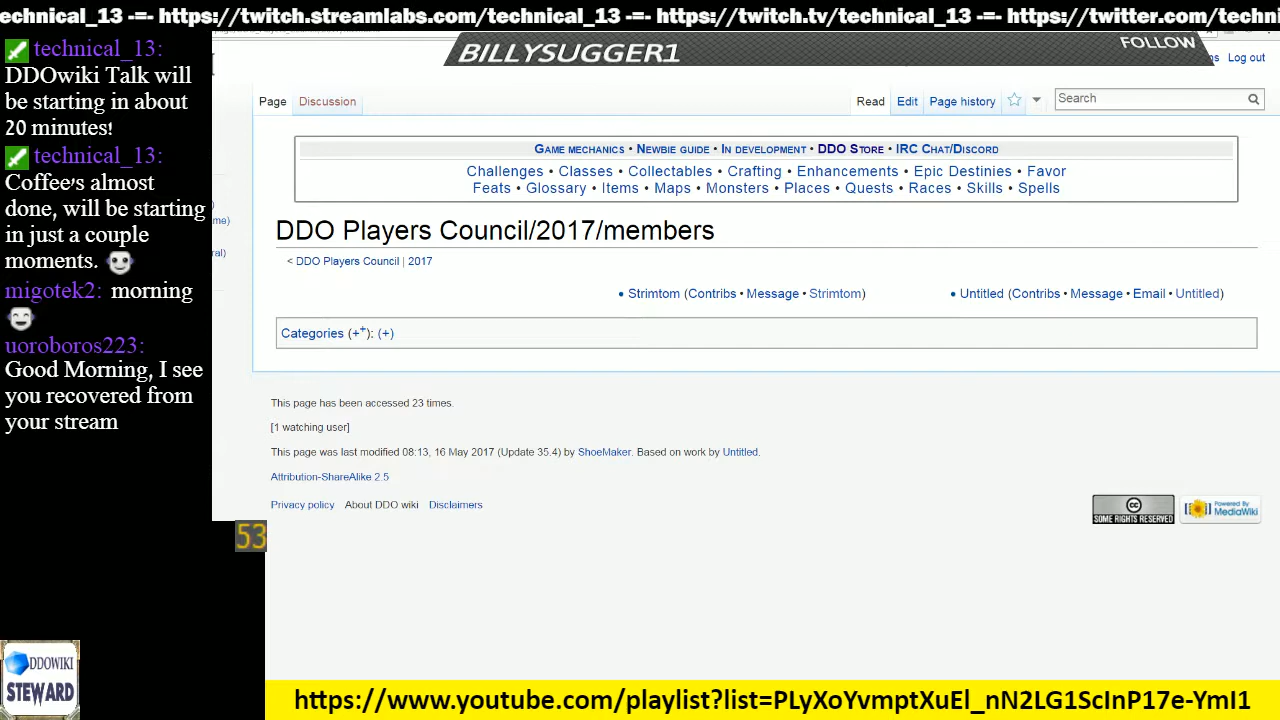 echnical_13 -=- https://twitch.streamlabs.com/technical_13 -=- https://twitch.tv/technical_13 -=- https://twitter.com/techni
technical_13:
DDOwiki Talk will
be starting in about
20 minutes!
technical_13:
Coffee's almost
done, will be starting
in just a couple
moments.
migotek2: morning
uoroboros223:
Good Morning, I see
you recovered from
your stream
BILLYSUGGER1
FOLLOW
Log out
Page Discussion
Read Edit Page history
Search
GAME MECHANICS • NEWBIE GUIDE • IN DEVELOPMENT • DDO STORE • IRC CHAT/DISCORD
Challenges • Classes • Collectables • Crafting • Enhancements • Epic Destinies • Favor
Feats • Glossary • Items • Maps • Monsters • Places • Quests • Races • Skills • Spells
me)
ral)
DDO Players Council/2017/members
< DDO Players Council | 2017
• Strimtom (Contribs • Message • Strimtom)
• Untitled (Contribs • Message • Email • Untitled)
Categories (+⁺): (+)
This page has been accessed 23 times.
[1 watching user]
This page was last modified 08:13, 16 May 2017 (Update 35.4) by ShoeMaker. Based on work by Untitled.
Attribution-ShareAlike 2.5
Privacy policy About DDO wiki Disclaimers
cc
SOME RIGHTS RESERVED
Powered By
MediaWiki
53
DDOWIKI
STEWARD
https://www.youtube.com/playlist?list=PLyXoYvmptXuEl_nN2LG1ScInP17e-YmI1